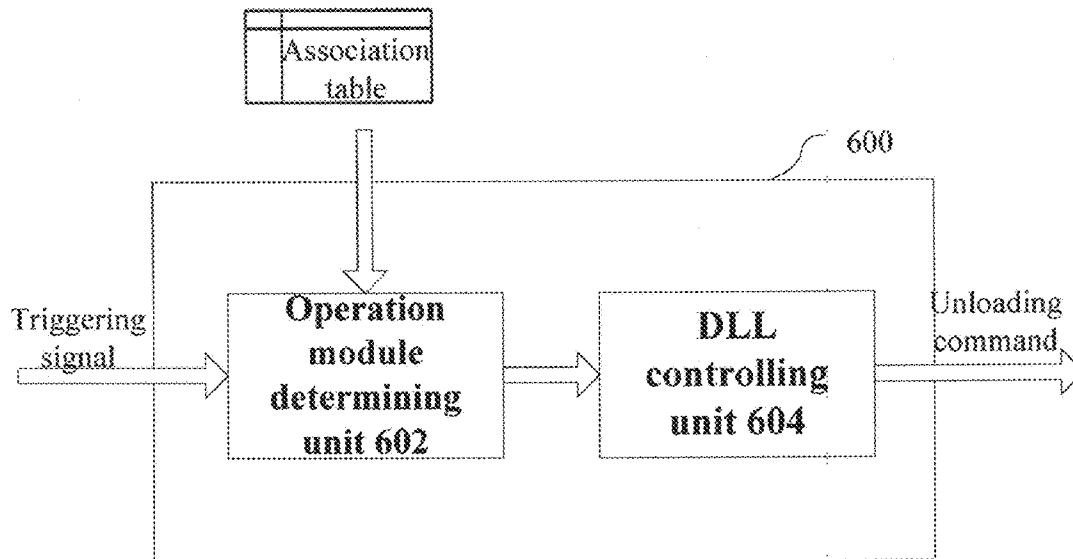 Association
table
600
Triggering
signal
Operation
module
determining
unit 602
DLL
controlling
unit 604
Unloading
command